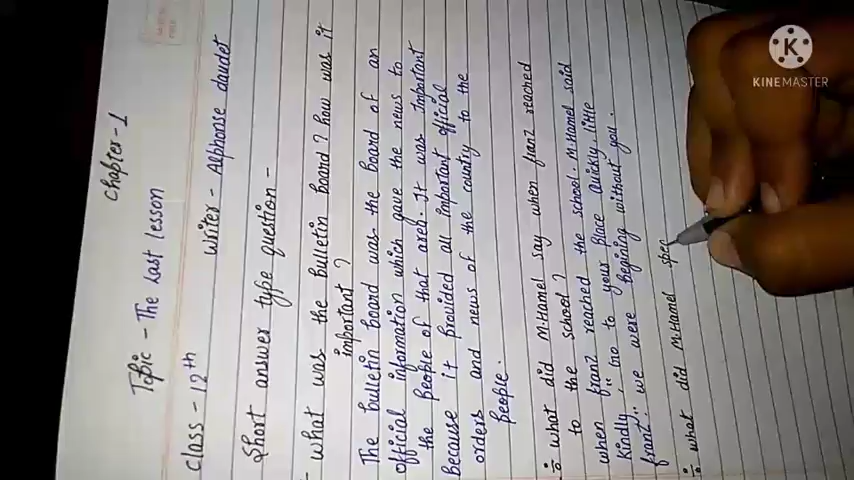 Chapter-1
Topic - The Last lesson
class - 12th
writer - Alphonse daudet
Short answer type question -
- what was the bulletin board ? how was it
important ?
The bulletin board was the board of an
official information which gave the news to
the people of that area. It was important
because it provided all important official
orders and news of the country to the
people.
÷ what did M.Hamel say when franz reached
to the school ?
when franz reached the school. M.Hamel said
kindly, "no to your place quickly. little
franz". we were begining without you.
÷ what did M.Hamel spec
KINEMASTER